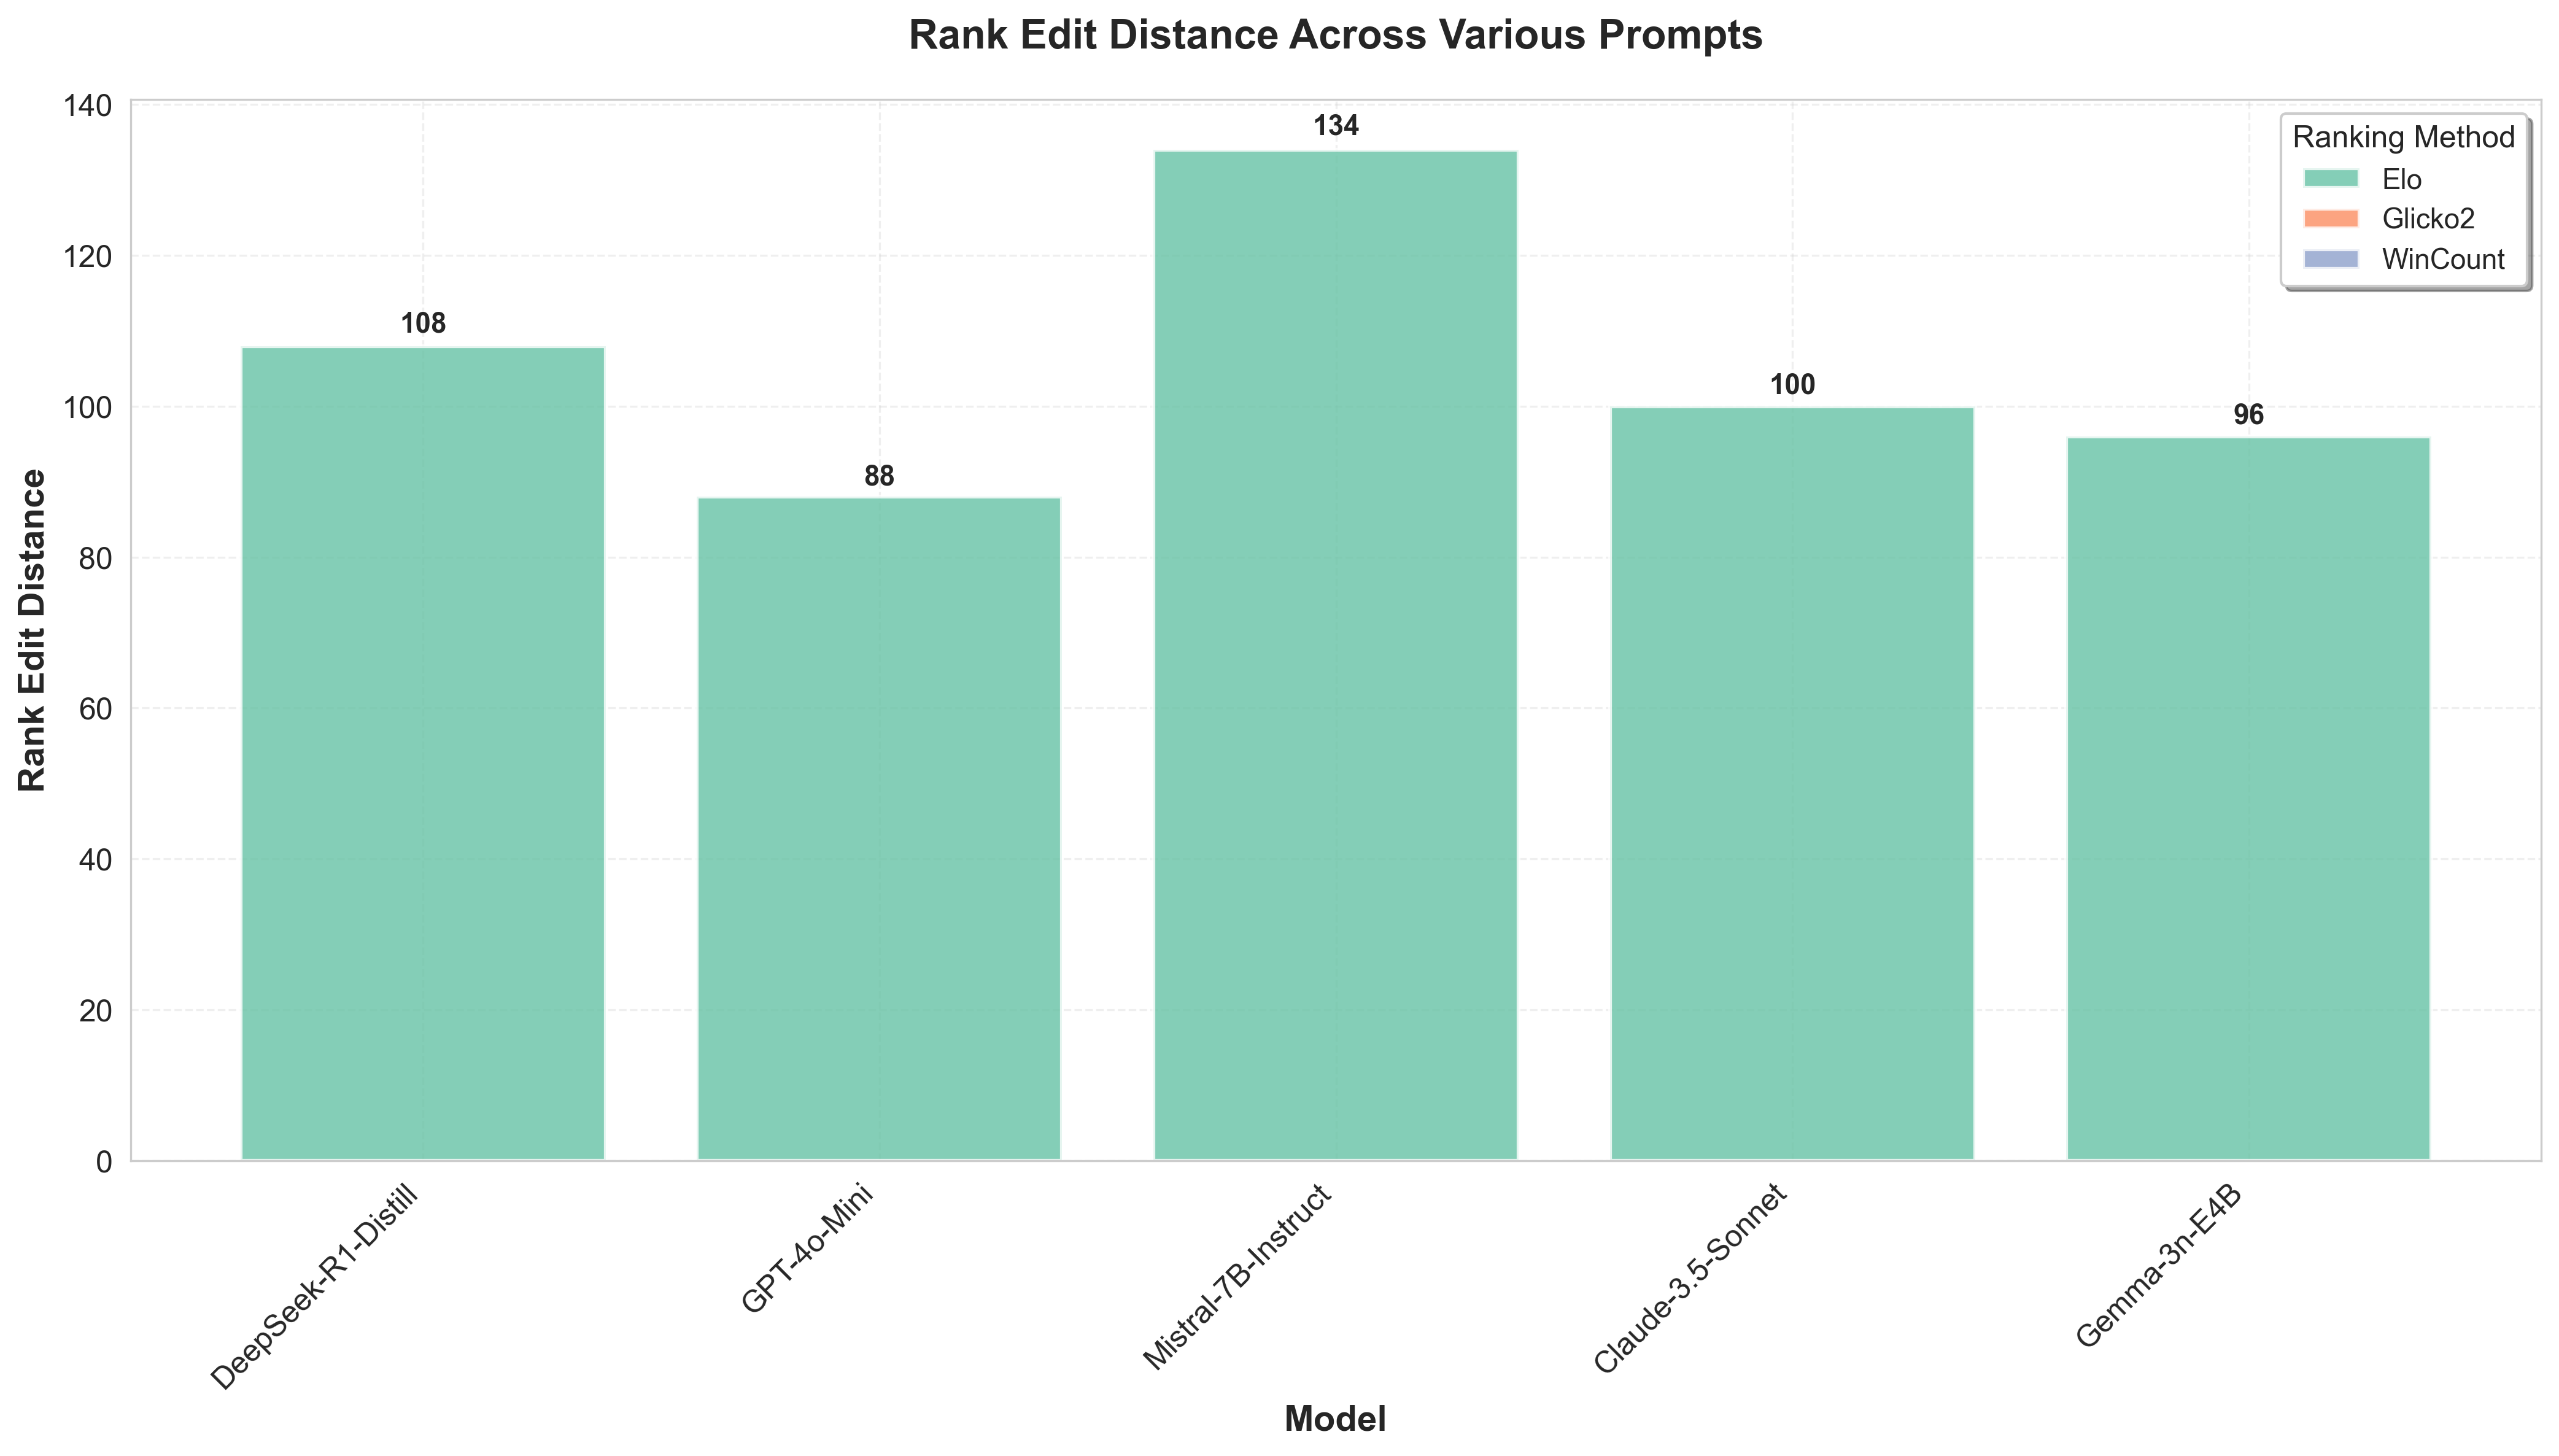 Rank Edit Distance Across Various Prompts
140
120
100
80
60
40
20
0
Rank Edit Distance
108
88
134
100
96
Ranking Method
Elo
Glicko2
WinCount
DeepSeek-R1-Distill
GPT-4o-Mini
Mistral-7B-Instruct
Claude-3.5-Sonnet
Gemma-3n-E4B
Model